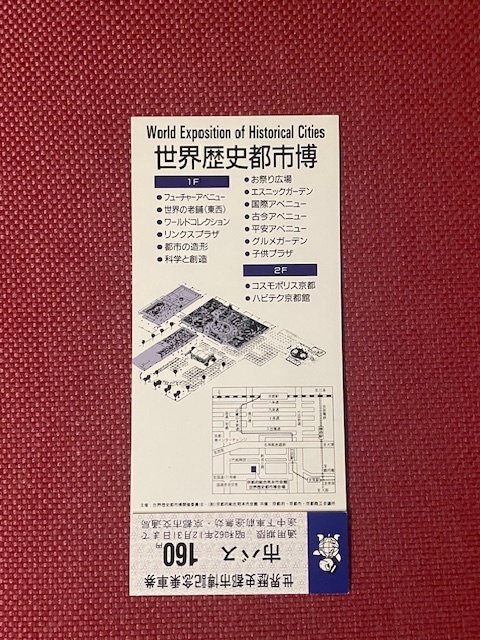 World Exposition of Historical Cities
世界歴史都市博
1F
●フューチャーアベニュー
●世界の老舗(東西)
●ワールドコレクション
●リンクスプラザ
●都市の造形
●科学と創造
●お祭り広場
●エスニックガーデン
●国際アベニュー
●古今アベニュー
●平安アベニュー
●グルメガーデン
●子供プラザ
2F
●コスモポリス京都
●ハビテク京都館
世界歴史都市博記念乗車券
市バス 160円
通用期限 昭和62年12月31日まで
途中下車前途無効・京都交通局